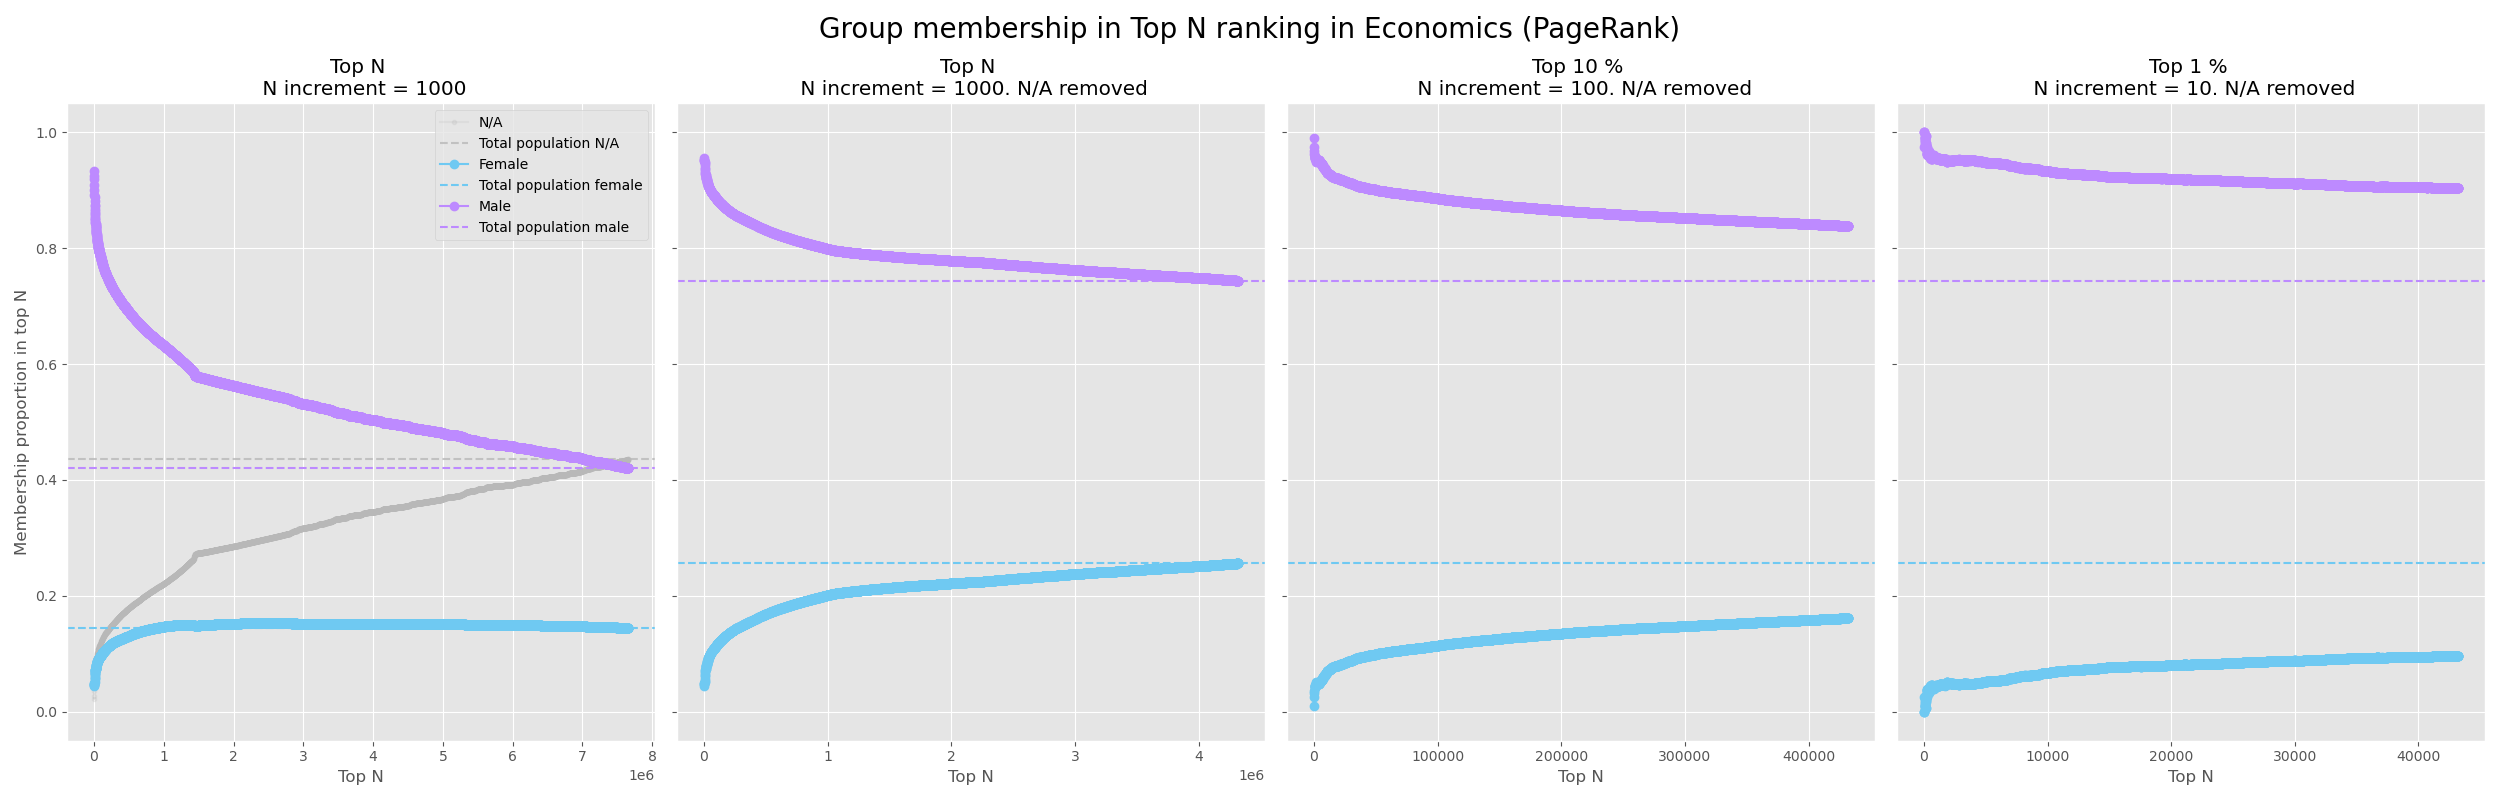 Group membership in Top N ranking in Economics (PageRank)
Top N
N increment = 1000
N/A
Total population N/A
Female
Total population female
Male
Total population male
Membership proportion in top N
1.0
0.8
0.6
0.4
0.2
0.0
0 1 2 3 4 5 6 7 8
1e6
Top N
Top N
N increment = 1000. N/A removed
0 1 2 3 4
1e6
Top N
Top 10 %
N increment = 100. N/A removed
0 100000 200000 300000 400000
Top N
Top 1 %
N increment = 10. N/A removed
0 10000 20000 30000 40000
Top N